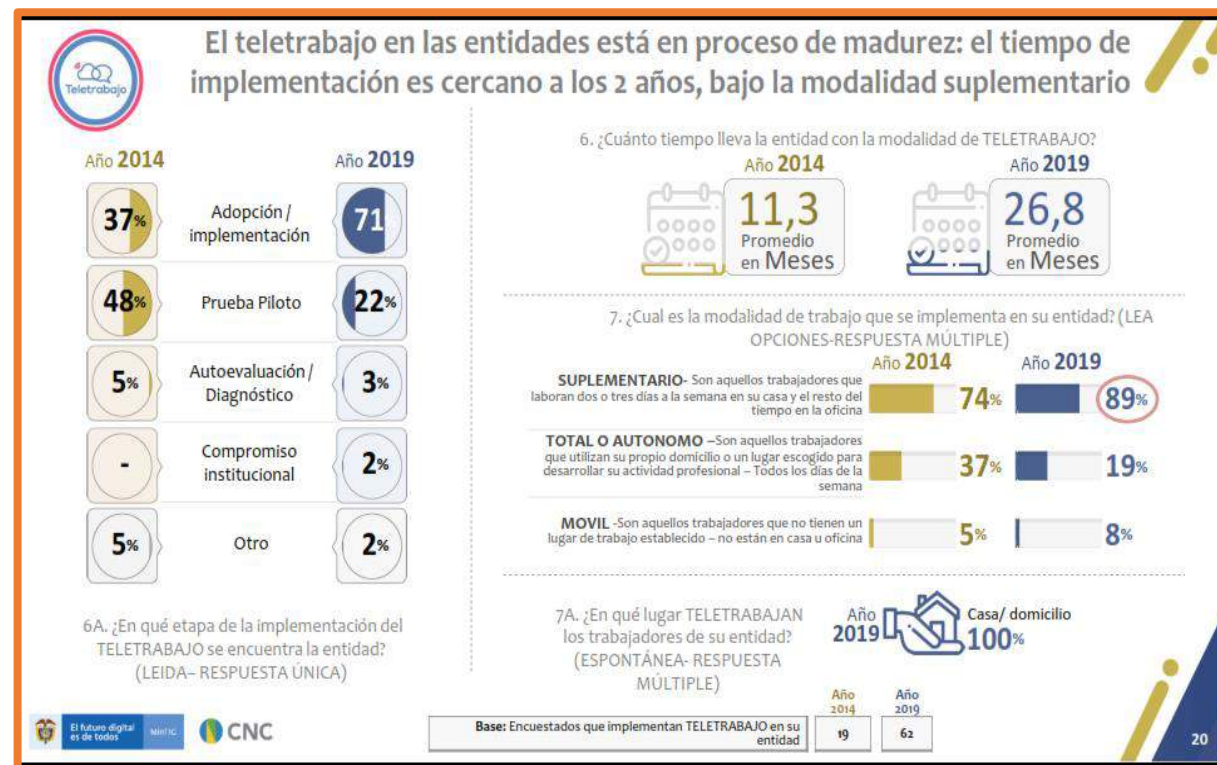 El teletrabajo en las entidades está en proceso de madurez: el tiempo de
implementación es cercano a los 2 años, bajo la modalidad suplementario
Teletrabajo
Año 2014
Año 2019
37%
Adopción /
implementación
71
48%
Prueba Piloto
22%
5%
Autoevaluación /
Diagnóstico
3%
-
Compromiso
institucional
2%
5%
Otro
2%
6A. ¿En qué etapa de la implementación del
TELETRABAJO se encuentra la entidad?
(LEIDA– RESPUESTA ÚNICA)
6. ¿Cuánto tiempo lleva la entidad con la modalidad de TELETRABAJO?
Año 2014
11,3
Promedio
en Meses
Año 2019
26,8
Promedio
en Meses
7. ¿Cual es la modalidad de trabajo que se implementa en su entidad? (LEA
OPCIONES-RESPUESTA MÚLTIPLE)
Año 2014
Año 2019
SUPLEMENTARIO- Son aquellos trabajadores que
laboran dos o tres días a la semana en su casa y el resto del
tiempo en la oficina
74%
89%
TOTAL O AUTONOMO –Son aquellos trabajadores
que utilizan su propio domicilio o un lugar escogido para
desarrollar su actividad profesional – Todos los días de la
semana
37%
19%
MOVIL -Son aquellos trabajadores que no tienen un
lugar de trabajo establecido – no están en casa u oficina
5%
8%
7A. ¿En qué lugar TELETRABAJAN
los trabajadores de su entidad?
(ESPONTÁNEA- RESPUESTA
MÚLTIPLE)
Año
2019
Casa/ domicilio
100%
Año
2014
Año
2019
Base: Encuestados que implementan TELETRABAJO en su
entidad
19
62
El futuro digital
es de todos
MinTIC
CNC
20